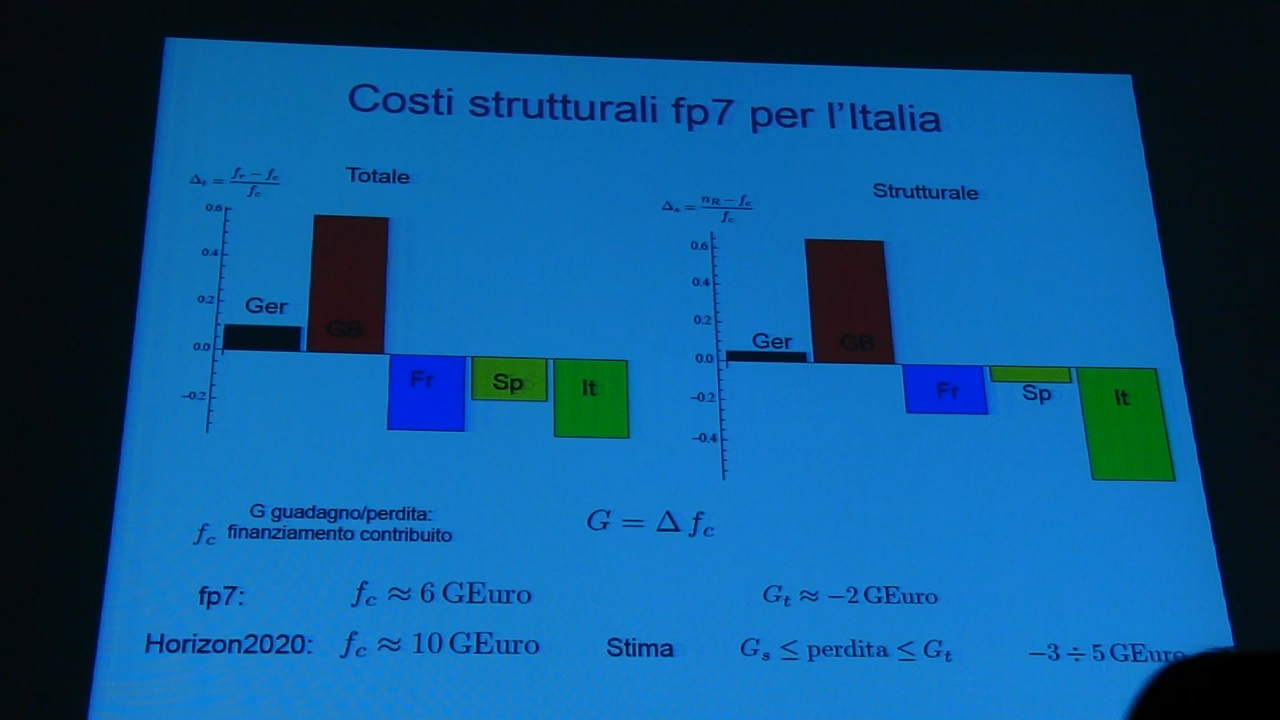 Costi strutturali fp7 per l'Italia
Δt = (fr − fc) / fc
Totale
0.6
0.4
0.2
0.0
−0.2
Ger
GB
Fr
Sp
It
Δs = (nR − fc) / fc
Strutturale
0.6
0.4
0.2
0.0
−0.2
−0.4
Ger
GB
Fr
Sp
It
G guadagno/perdita:
fc finanziamento contribuito
G = Δ fc
fp7: fc ≈ 6 GEuro Gt ≈ −2 GEuro
Horizon2020: fc ≈ 10 GEuro Stima Gs ≤ perdita ≤ Gt −3 ÷ 5 GEuro